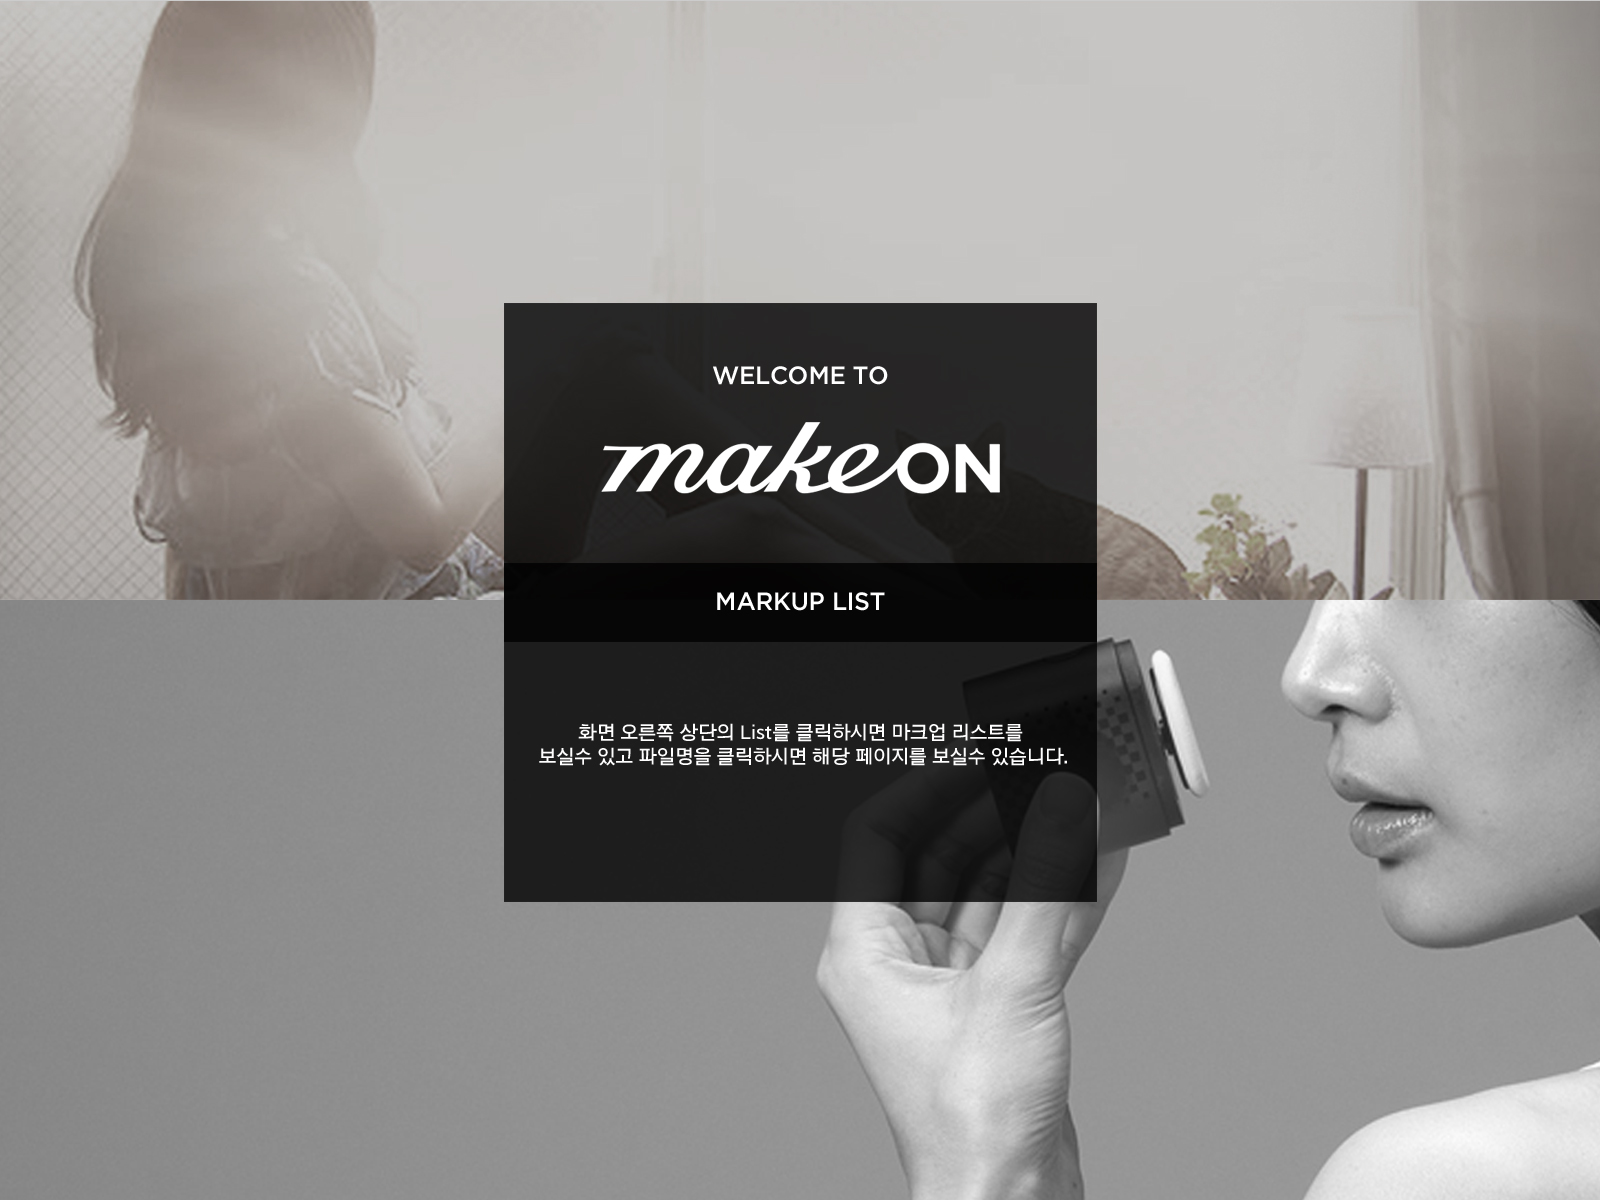 WELCOME TO
makeON
MARKUP LIST
화면 오른쪽 상단의 List를 클릭하시면 마크업 리스트를
보실수 있고 파일명을 클릭하시면 해당 페이지를 보실수 있습니다.